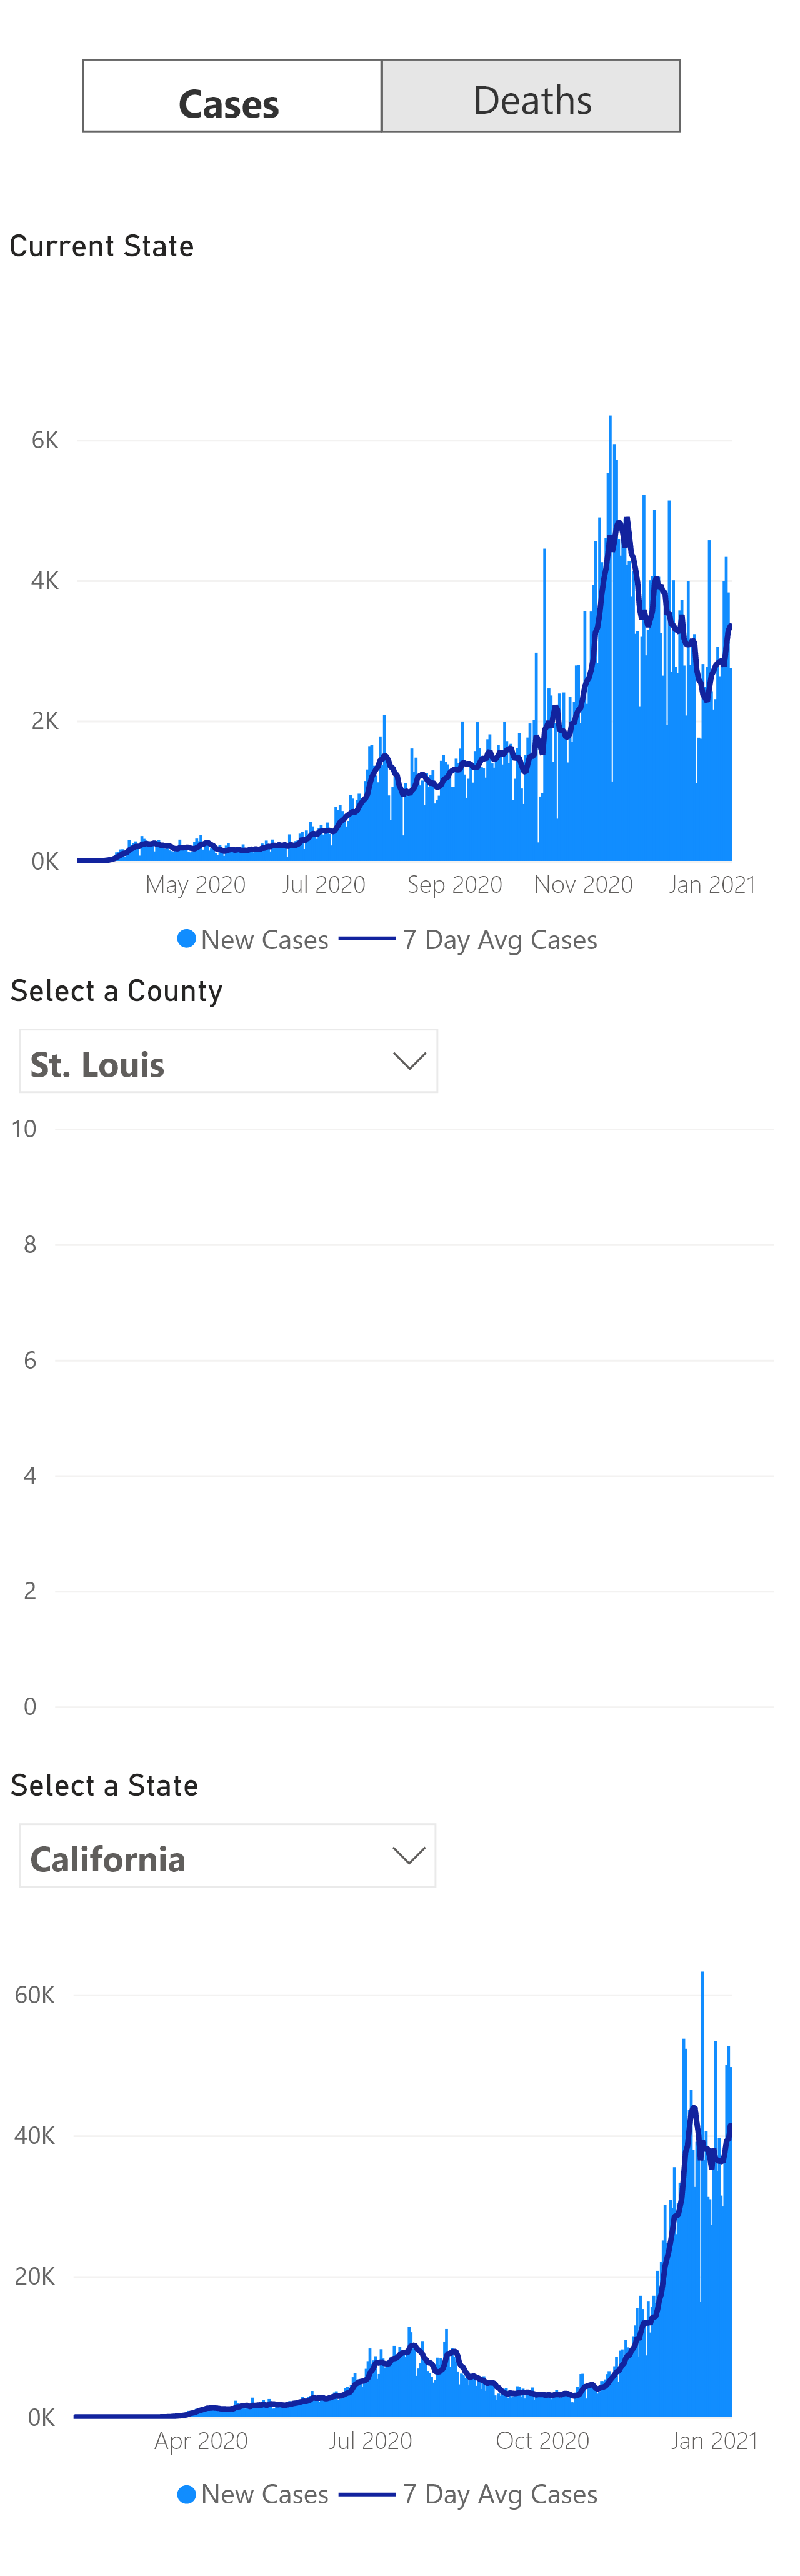 Cases Deaths
Current State
6K
4K
2K
0K
May 2020 Jul 2020 Sep 2020 Nov 2020 Jan 2021
New Cases 7 Day Avg Cases
Select a County
St. Louis
10
8
6
4
2
0
Select a State
California
60K
40K
20K
0K
Apr 2020 Jul 2020 Oct 2020 Jan 2021
New Cases 7 Day Avg Cases